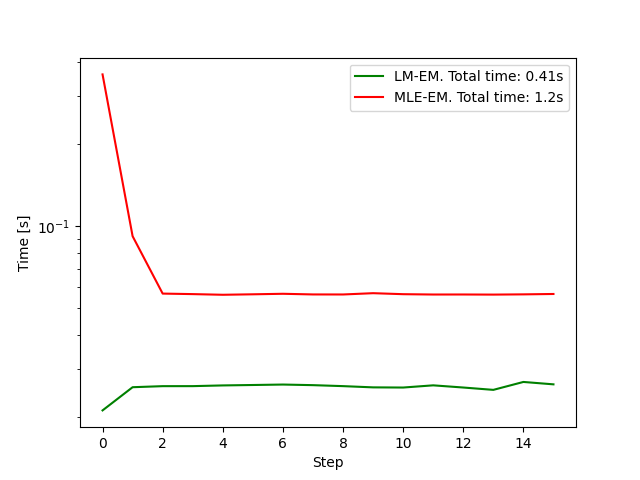 LM-EM. Total time: 0.41s
MLE-EM. Total time: 1.2s
Time [s]
10⁻¹
0 2 4 6 8 10 12 14
Step